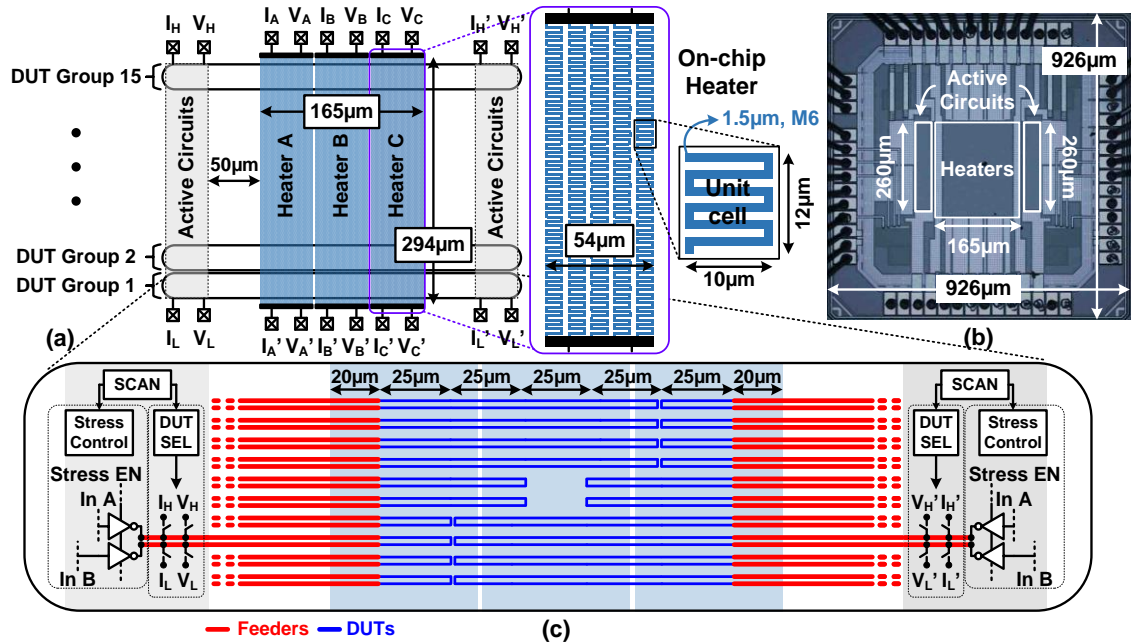 I_A V_A I_B V_B I_C V_C
I_H V_H
I_H' V_H'
DUT Group 15
DUT Group 2
DUT Group 1
Active Circuits
50μm
165μm
Heater A
Heater B
Heater C
294μm
Active Circuits
I_L V_L
I_A' V_A' I_B' V_B' I_C' V_C'
I_L' V_L'
(a)
54μm
On-chip
Heater
1.5μm, M6
Unit
cell
12μm
10μm
926μm
Active
Circuits
260μm
Heaters
260μm
165μm
926μm
(b)
20μm 25μm 25μm 25μm 25μm 25μm 20μm
SCAN
Stress
Control
DUT
SEL
Stress EN
In A
I_H V_H
In B
I_L V_L
SCAN
DUT
SEL
Stress
Control
Stress EN
V_H' I_H'
In A
V_L' I_L'
In B
Feeders
DUTs
(c)